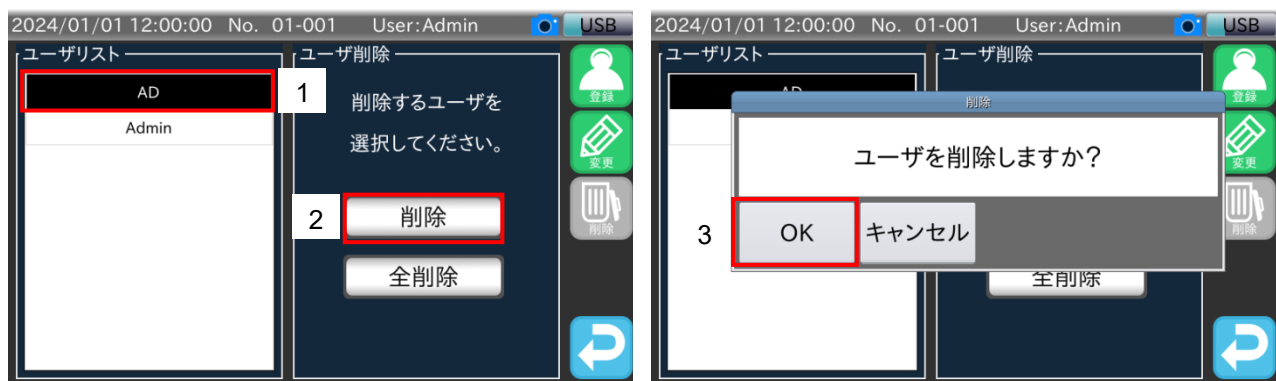 2024/01/01 12:00:00 No. 01-001 User:Admin USB
ユーザリスト
AD
1
Admin
ユーザ削除
削除するユーザを
選択してください。
2
削除
全削除
登録
変更
削除
2024/01/01 12:00:00 No. 01-001 User:Admin USB
ユーザリスト
ユーザ削除
削除
ユーザを削除しますか?
3
OK
キャンセル
全削除
登録
変更
削除